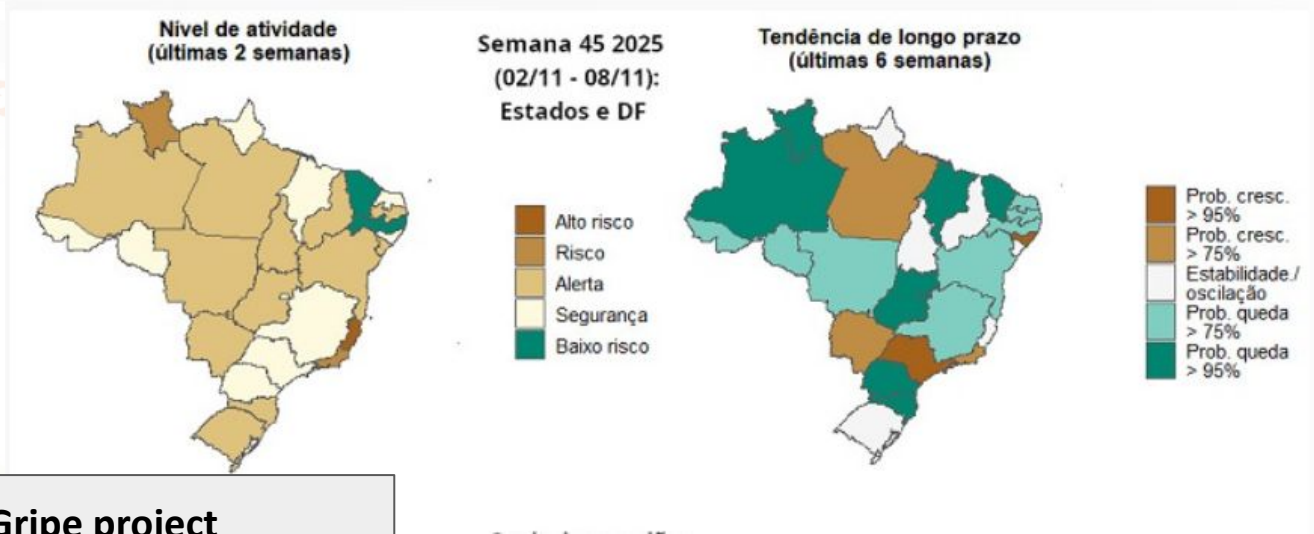 Nível de atividade
(últimas 2 semanas)
Semana 45 2025
(02/11 - 08/11):
Estados e DF
Tendência de longo prazo
(últimas 6 semanas)
Alto risco
Risco
Alerta
Segurança
Baixo risco
Prob. cresc.
> 95%
Prob. cresc.
> 75%
Estabilidade./
oscilação
Prob. queda
> 75%
Prob. queda
> 95%
Gripe project